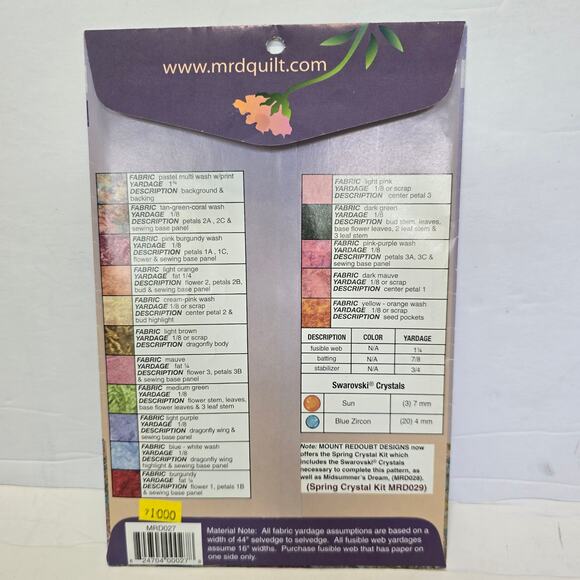 www.mrdquilt.com
FABRIC pastel multi wash w/print
YARDAGE 1¾
DESCRIPTION background &
backing
FABRIC tan-green-coral wash
YARDAGE 1/8
DESCRIPTION petals 2A , 2C &
sewing base panel
FABRIC pink burgundy wash
YARDAGE 1/8
DESCRIPTION petals 1A , 1C,
flower & sewing base panel
FABRIC light orange
YARDAGE fat 1/4
DESCRIPTION flower 2, petals 2B,
bud & sewing base panel
FABRIC cream-pink wash
YARDAGE 1/8 or scrap
DESCRIPTION center petal 2 &
bud highlight
FABRIC light brown
YARDAGE 1/8 or scrap
DESCRIPTION dragonfly body
FABRIC mauve
YARDAGE fat ¼
DESCRIPTION flower 3, petals 3B
& sewing base panel
FABRIC medium green
YARDAGE 1/8
DESCRIPTION flower stem, leaves,
base flower leaves & 3 leaf stem
FABRIC light purple
YARDAGE 1/8
DESCRIPTION dragonfly wing &
sewing base panel
FABRIC blue - white wash
YARDAGE 1/8
DESCRIPTION dragonfly wing
highlight & sewing base panel
FABRIC burgundy
YARDAGE fat ¼
DESCRIPTION flower 1, petals 1B
& sewing base panel
FABRIC light pink
YARDAGE 1/8 or scrap
DESCRIPTION center petal 3
FABRIC dark green
YARDAGE 1/8
DESCRIPTION bud stem, leaves,
base flower leaves, 2 leaf stem &
3 leaf stem
FABRIC pink-purple wash
YARDAGE 1/8
DESCRIPTION petals 3A, 3C &
sewing base panel
FABRIC dark mauve
YARDAGE 1/8 or scrap
DESCRIPTION center petal 1
FABRIC yellow - orange wash
YARDAGE 1/8 or scrap
DESCRIPTION seed pockets
DESCRIPTION COLOR YARDAGE
fusible web N/A 1¼
batting N/A 7/8
stabilizer N/A 3/4
Swarovski® Crystals
Sun (3) 7 mm
Blue Zircon (20) 4 mm
Note: MOUNT REDOUBT DESIGNS now
offers the Spring Crystal Kit which
includes the Swarovski® Crystals
necessary to complete this pattern, as
well as Midsummer's Dream, (MRD028).
(Spring Crystal Kit MRD029)
1000
MRD027
8 24704 00027 8
Material Note: All fabric yardage assumptions are based on a
width of 44" selvedge to selvedge. All fusible web yardages
assume 16" widths. Purchase fusible web that has paper on
one side only.